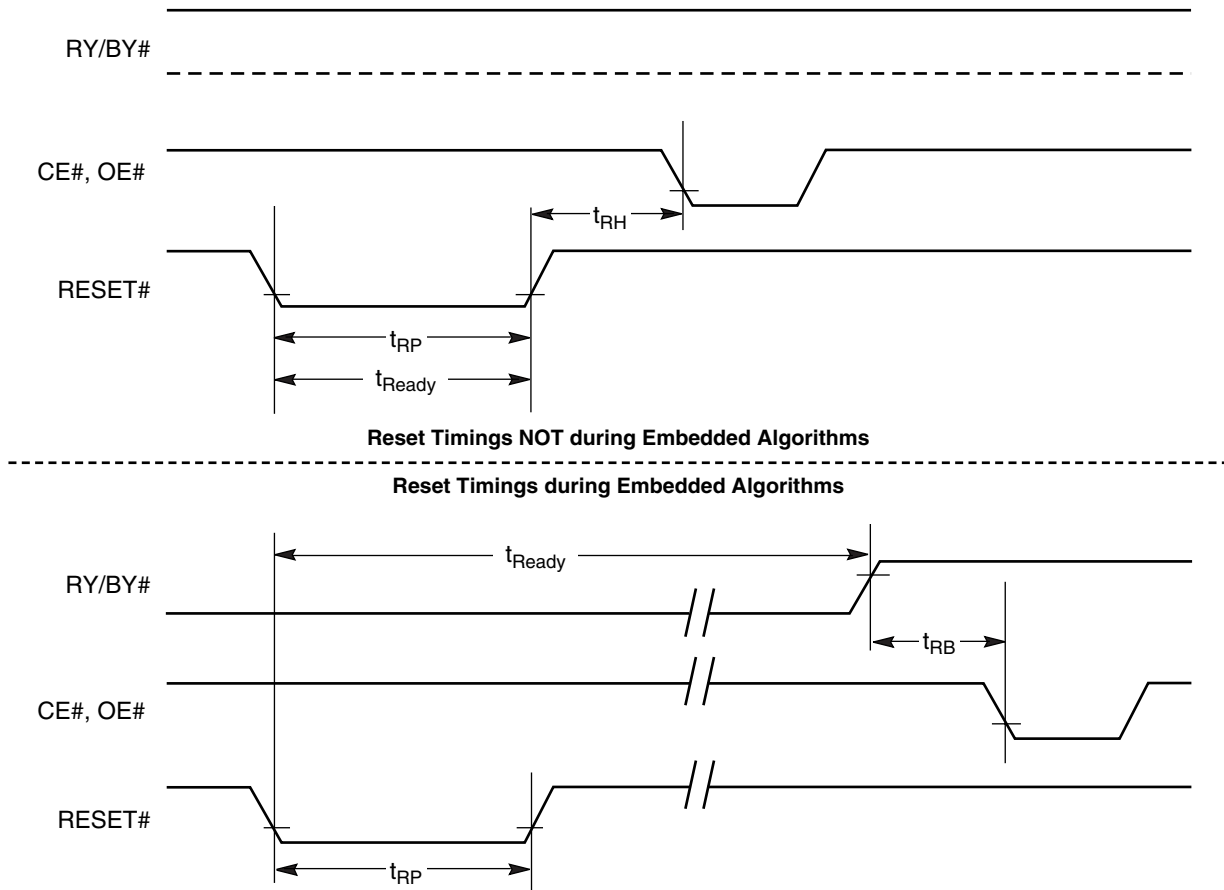 RY/BY#
CE#, OE#
tRH
RESET#
tRP
tReady
Reset Timings NOT during Embedded Algorithms
Reset Timings during Embedded Algorithms
tReady
RY/BY#
tRB
CE#, OE#
RESET#
tRP